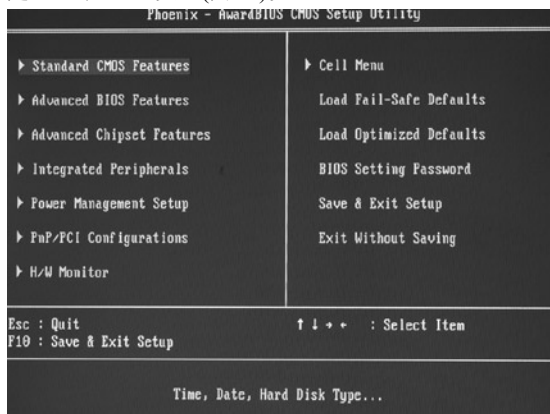 Phoenix - AwardBIOS CMOS Setup Utility
▶ Standard CMOS Features
▶ Advanced BIOS Features
▶ Advanced Chipset Features
▶ Integrated Peripherals
▶ Power Management Setup
▶ PnP/PCI Configurations
▶ H/W Monitor
▶ Cell Menu
Load Fail-Safe Defaults
Load Optimized Defaults
BIOS Setting Password
Save & Exit Setup
Exit Without Saving
Esc : Quit
F10 : Save & Exit Setup
↑ ↓ → ← : Select Item
Time, Date, Hard Disk Type...